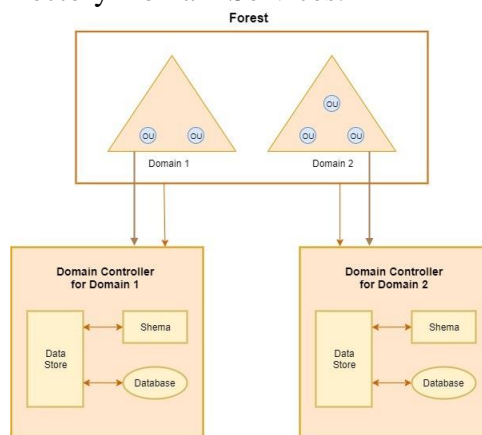 Forest
OU
OU
Domain 1
OU
OU
OU
Domain 2
Domain Controller
for Domain 1
Data
Store
Shema
Database
Domain Controller
for Domain 2
Data
Store
Shema
Database